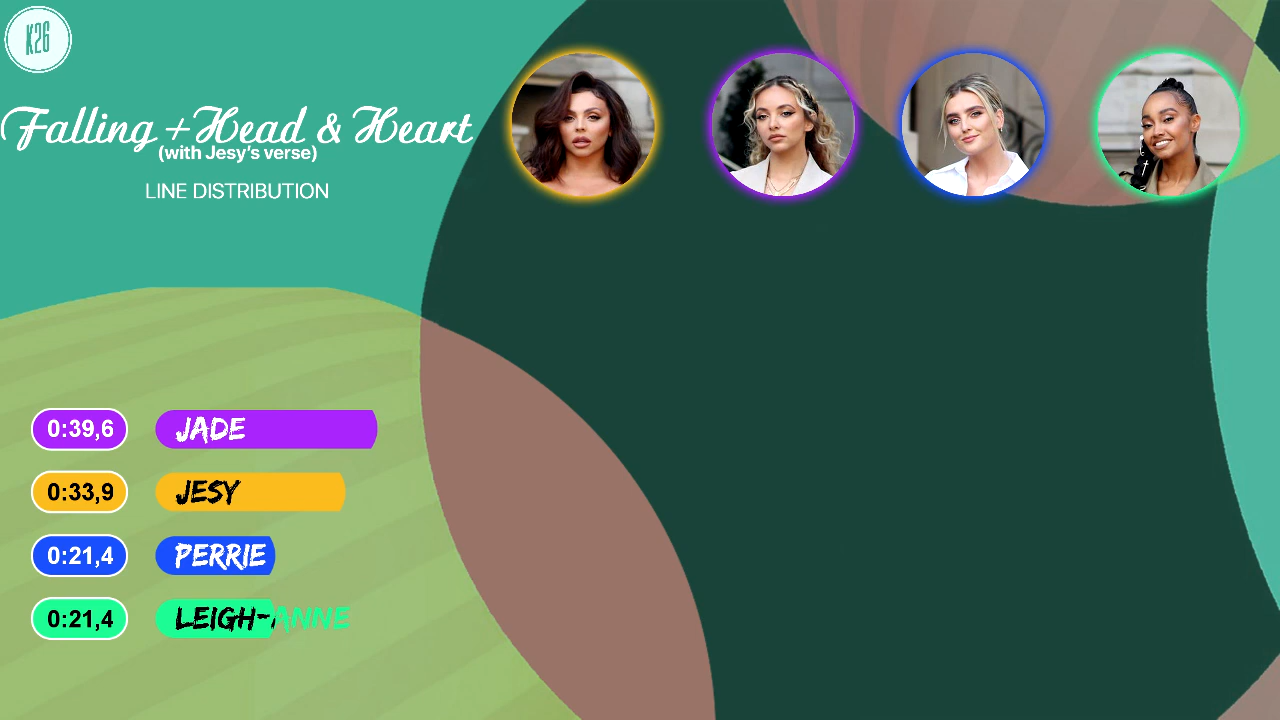 K26
Falling + Head & Heart
(with Jesy's verse)
LINE DISTRIBUTION
0:39,6 JADE
0:33,9 JESY
0:21,4 PERRIE
0:21,4 LEIGH-ANNE